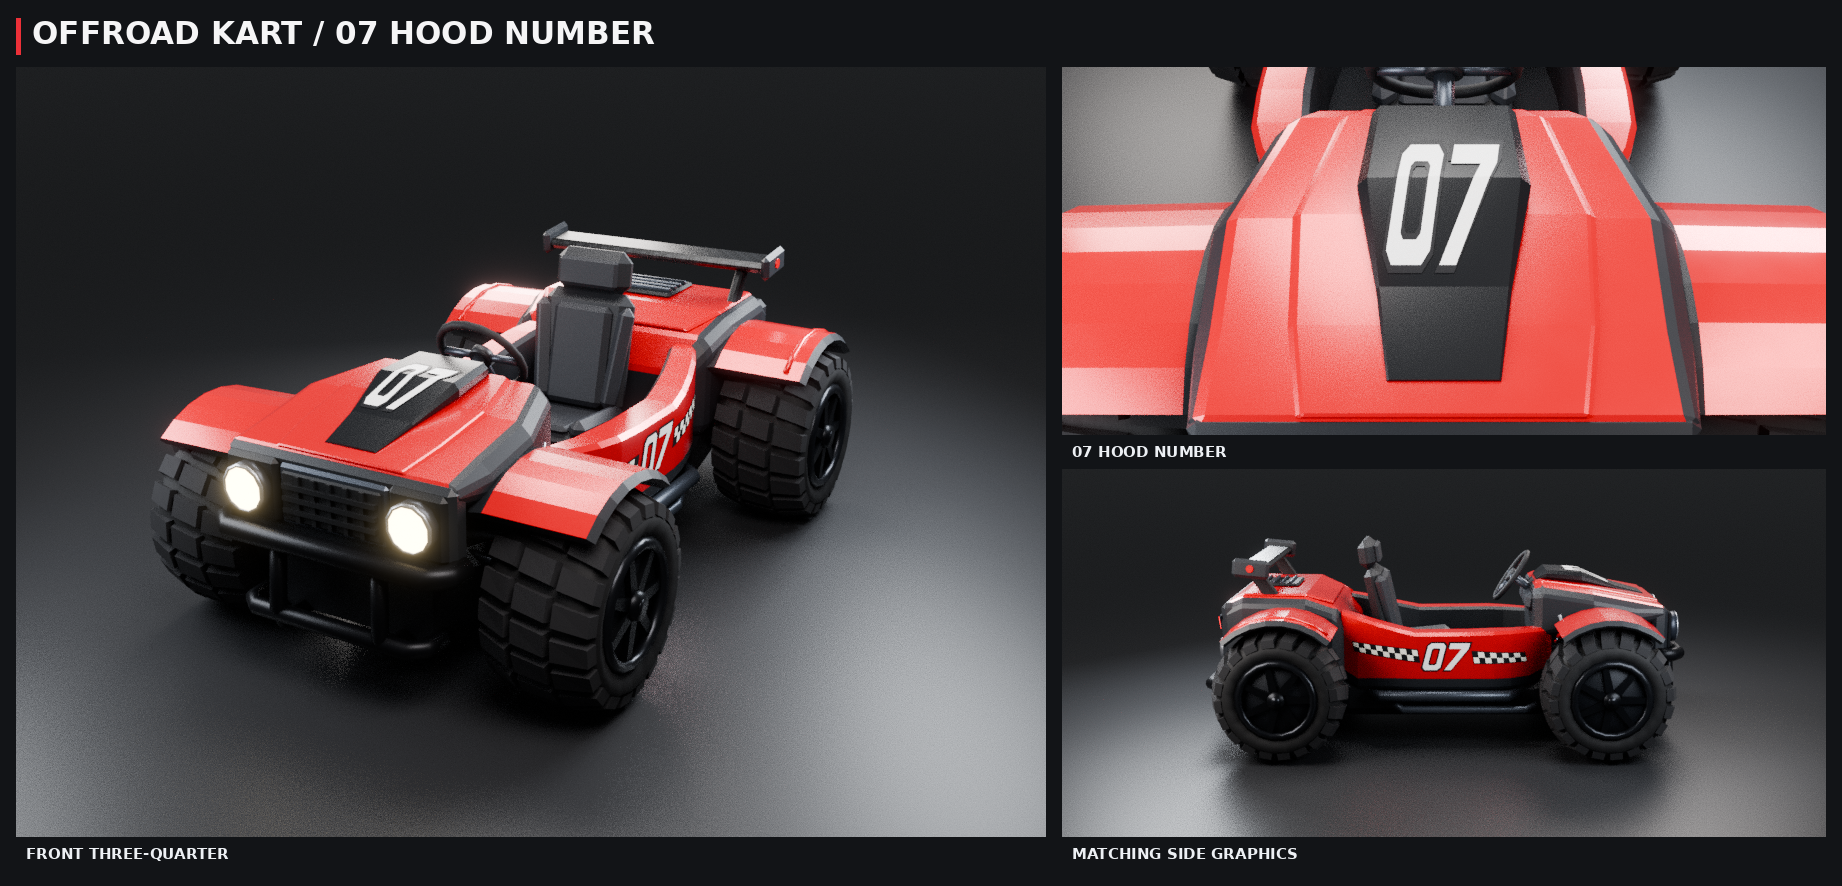 OFFROAD KART / 07 HOOD NUMBER
07
07
FRONT THREE-QUARTER
07
07 HOOD NUMBER
07
MATCHING SIDE GRAPHICS